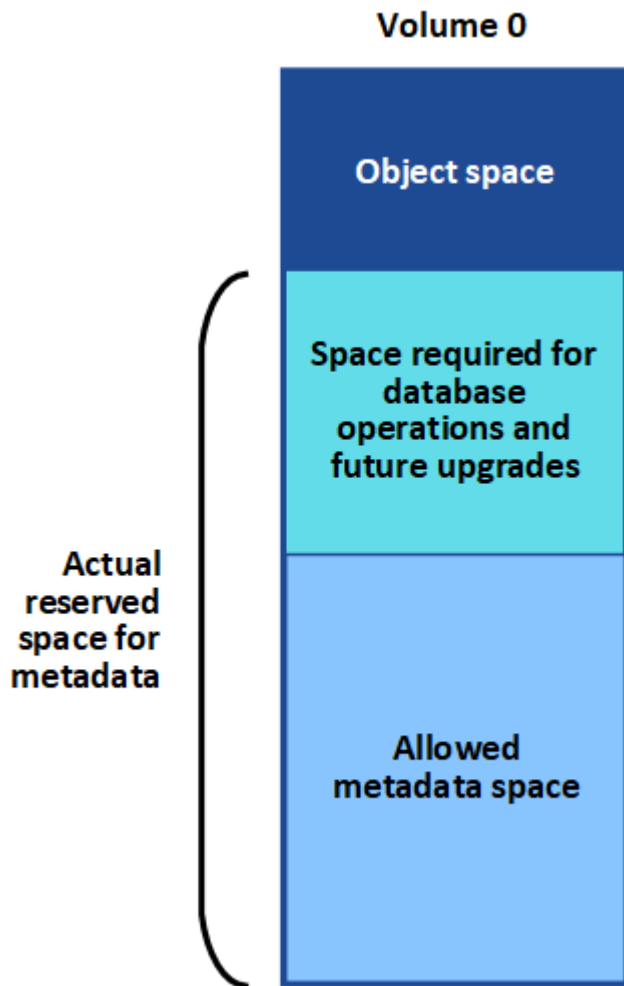 Volume 0
Object space
Space required for
database
operations and
future upgrades
Actual
reserved
space for
metadata
Allowed
metadata space